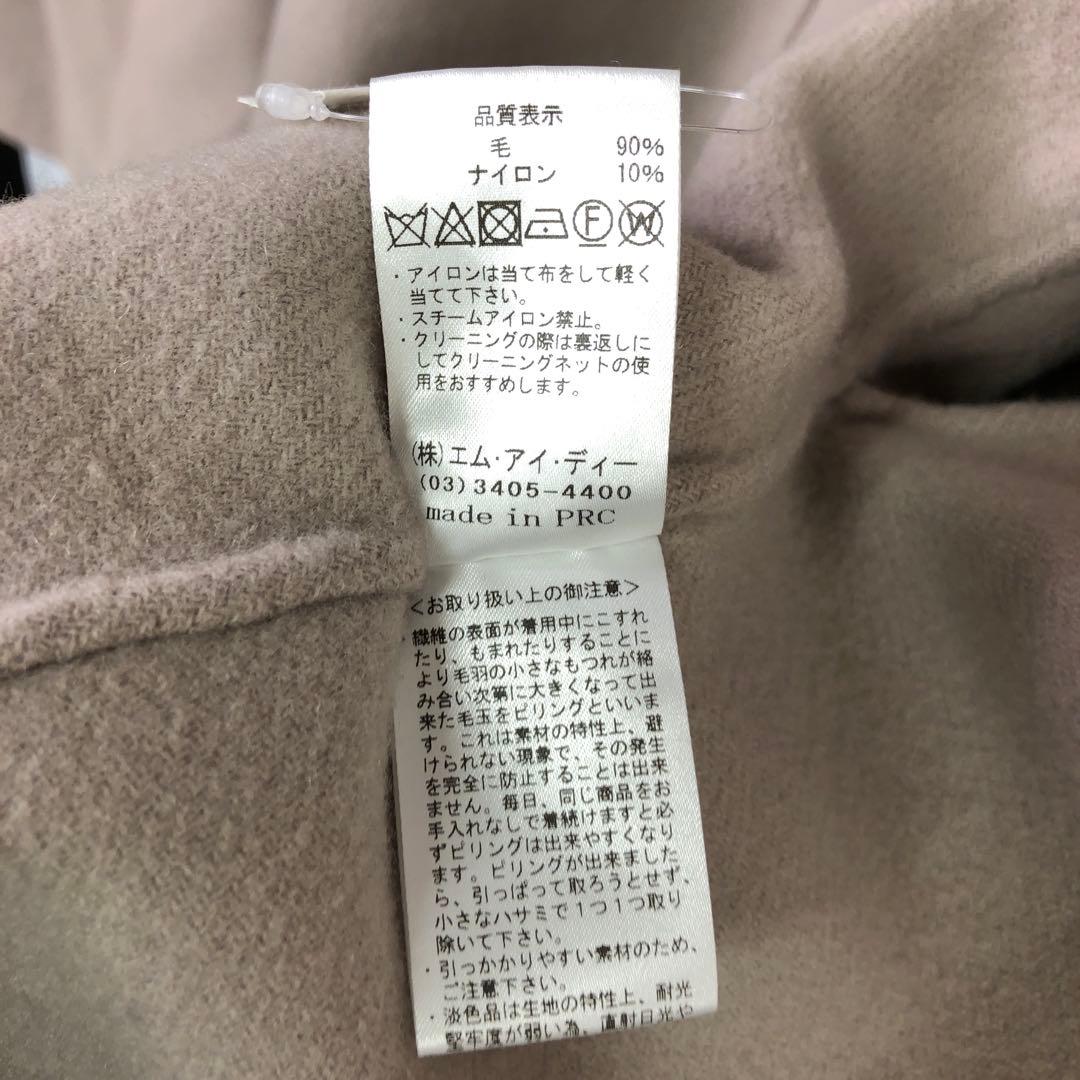 品質表示
毛 90%
ナイロン 10%
F W
・アイロンは当て布をして軽く
当てて下さい。
・スチームアイロン禁止。
・クリーニングの際は裏返しに
してクリーニングネットの使
用をおすすめします。
(株)エム・アイ・ディー
(03)3405-4400
made in PRC
<お取り扱い上の御注意>
・繊維の表面が着用中にこすれ
たり、もまれたりすることに
より毛羽の小さなもつれが絡
み合い次第に大きくなって出
来た毛玉をピリングといいま
す。これは素材の特性上、避
けられない現象で、その発生
を完全に防止することは出来
ません。毎日、同じ商品をお
手入れなしで着続けますと必
ずピリングは出来やすくなり
ます。ピリングが出来ました
ら、引っぱって取ろうとせず、
小さなハサミで1つ1つ取り
除いて下さい。
・引っかかりやすい素材のため、
ご注意下さい。
・淡色品は生地の特性上、耐光
堅牢度が弱い為、直射日光や